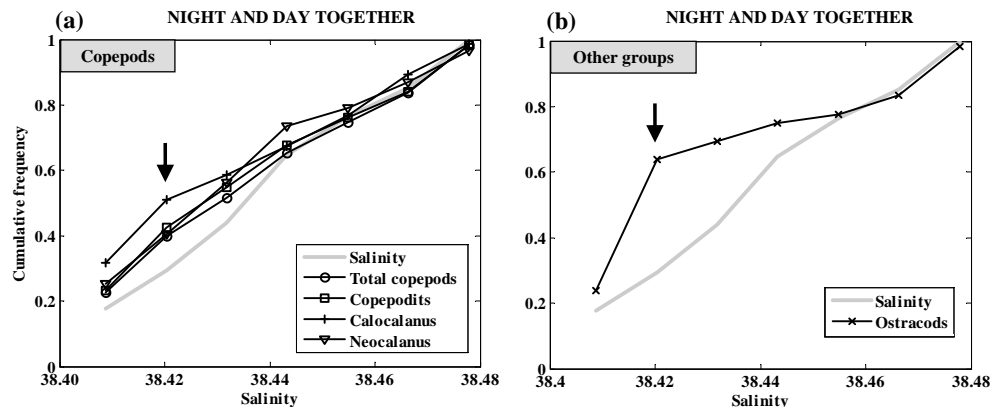 (a)
NIGHT AND DAY TOGETHER
Copepods
Cumulative frequency
1
0.8
0.6
0.4
0.2
0
38.40
38.42
38.44
38.46
38.48
Salinity
Salinity
Total copepods
Copepodits
Calocalanus
Neocalanus
(b)
NIGHT AND DAY TOGETHER
Other groups
1
0.8
0.6
0.4
0.2
0
38.4
38.42
38.44
38.46
38.48
Salinity
Salinity
Ostracods